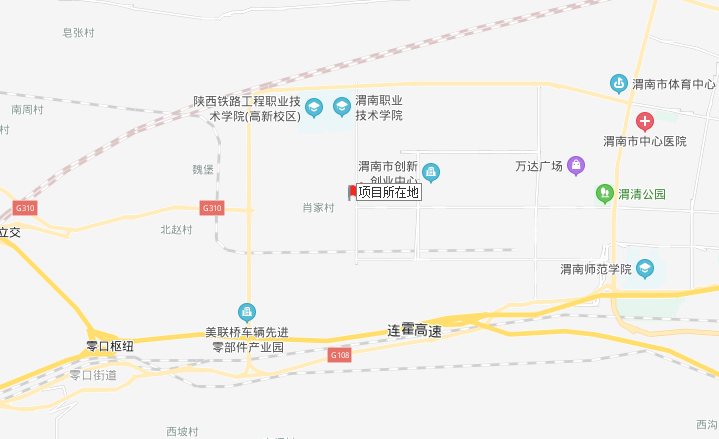 皂张村
渭南市体育中心
南周村
陕西铁路工程职业技
术学院(高新校区)
渭南职业
技术学院
村
渭南市中心医院
魏堡
渭南市创新
创业中心
万达广场
项目所在地
渭清公园
G310
G310
肖家村
立交
北赵村
渭南师范学院
美联桥车辆先进
零部件产业园
连霍高速
零口枢纽
G108
零口街道
西坡村
西沟